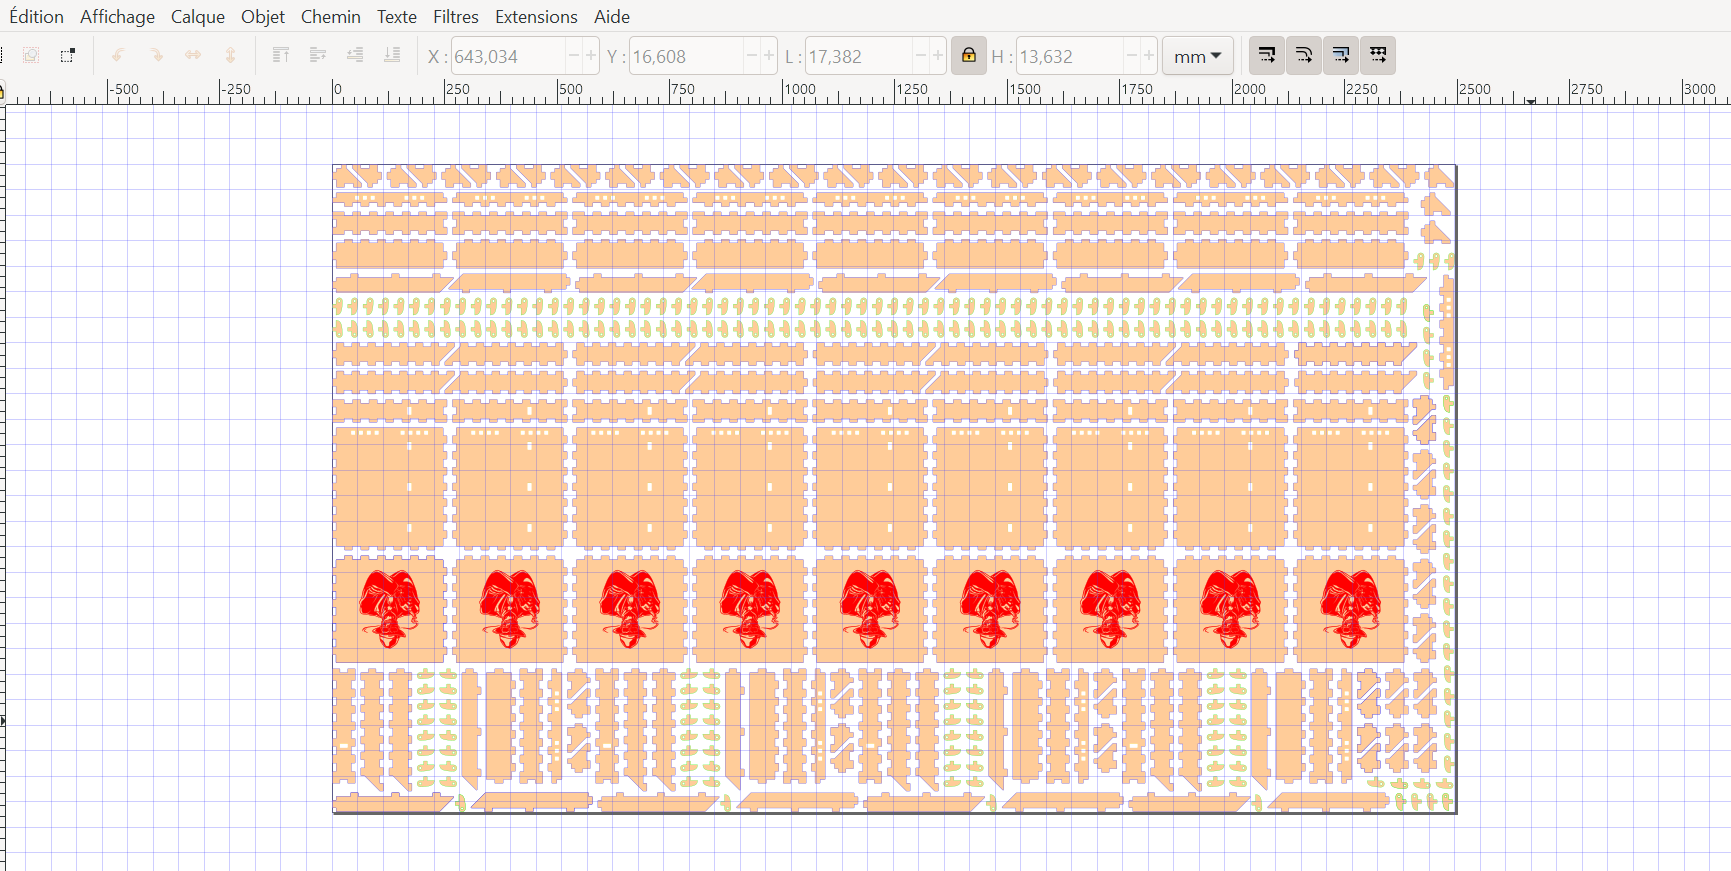 Édition Affichage Calque Objet Chemin Texte Filtres Extensions Aide
X : 643,034 Y : 16,608 L : 17,382 H : 13,632 mm
-500 -250 0 250 500 750 1000 1250 1500 1750 2000 2250 2500 2750 3000